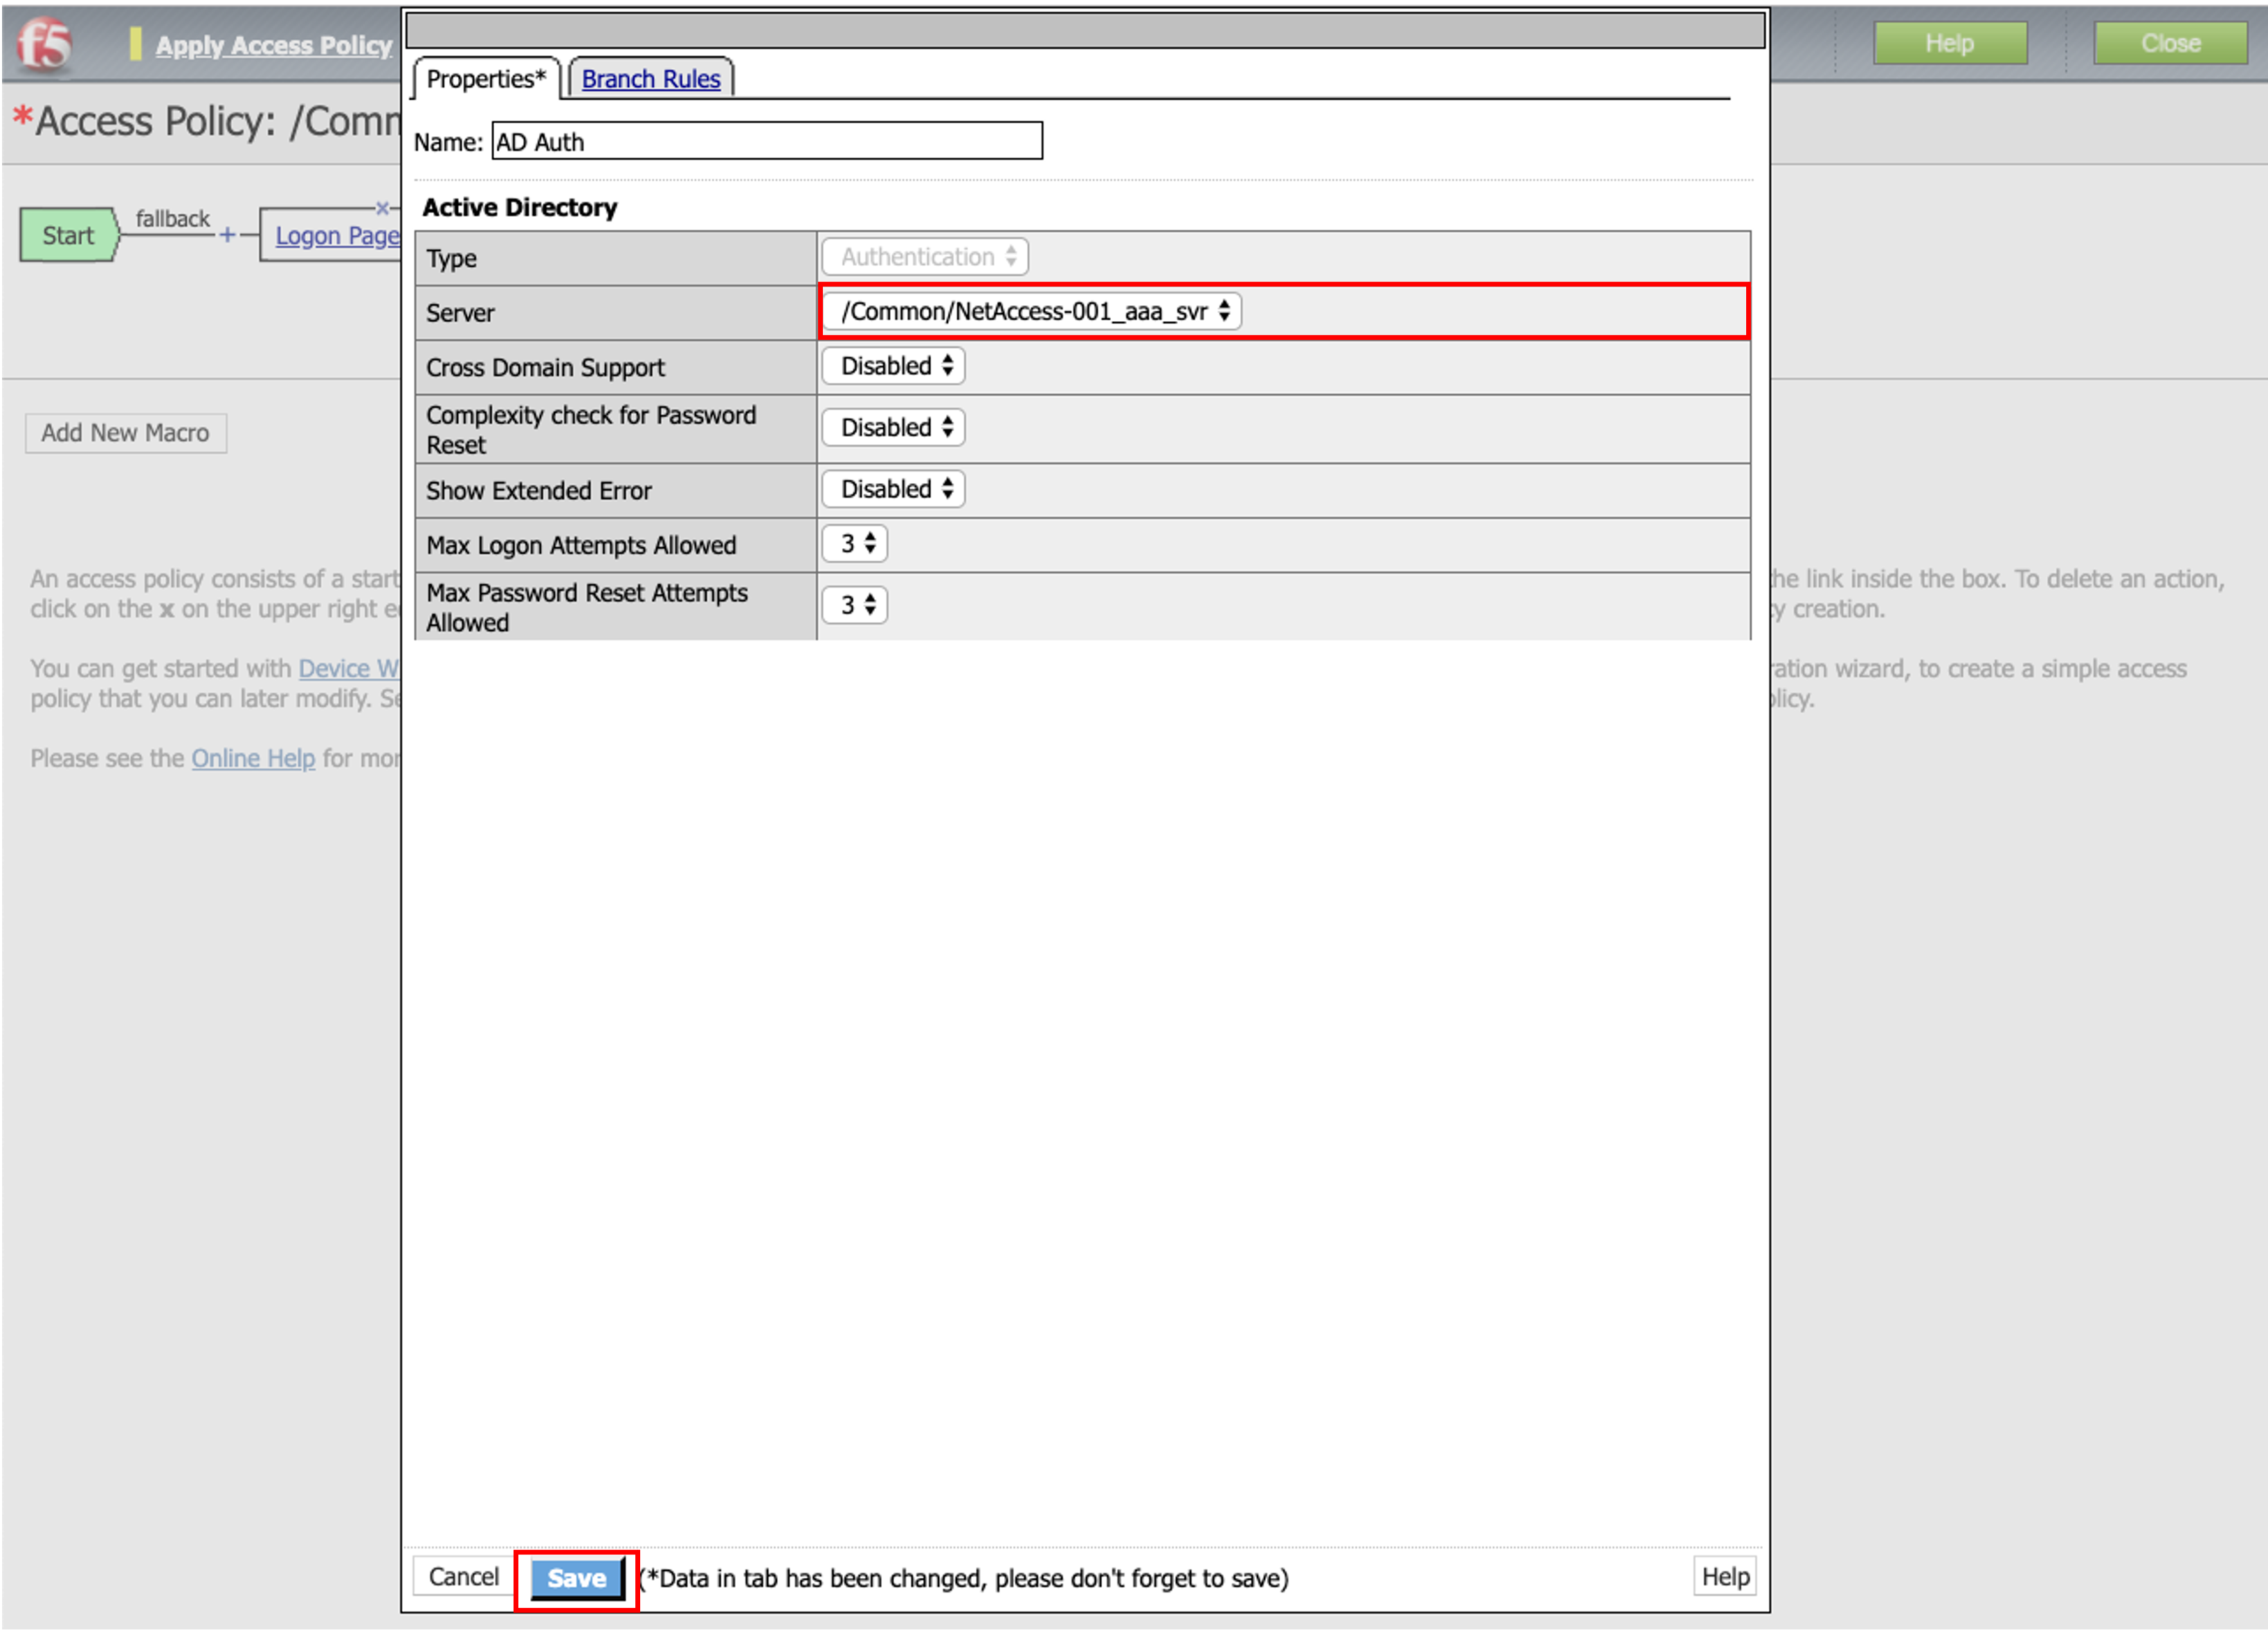 f5
Apply Access Policy
Help
Close
Properties*
Branch Rules
*Access Policy: /Comm
Name: AD Auth
Start
fallback
+
x
Logon Page
Active Directory
Type
Authentication
Server
/Common/NetAccess-001_aaa_svr
Cross Domain Support
Disabled
Complexity check for Password
Reset
Disabled
Show Extended Error
Disabled
Max Logon Attempts Allowed
3
Max Password Reset Attempts
Allowed
3
Add New Macro
An access policy consists of a start
he link inside the box. To delete an action,
click on the x on the upper right e
y creation.
You can get started with Device W
ration wizard, to create a simple access
policy that you can later modify. Se
olicy.
Please see the Online Help for mor
Cancel
Save
(*Data in tab has been changed, please don't forget to save)
Help